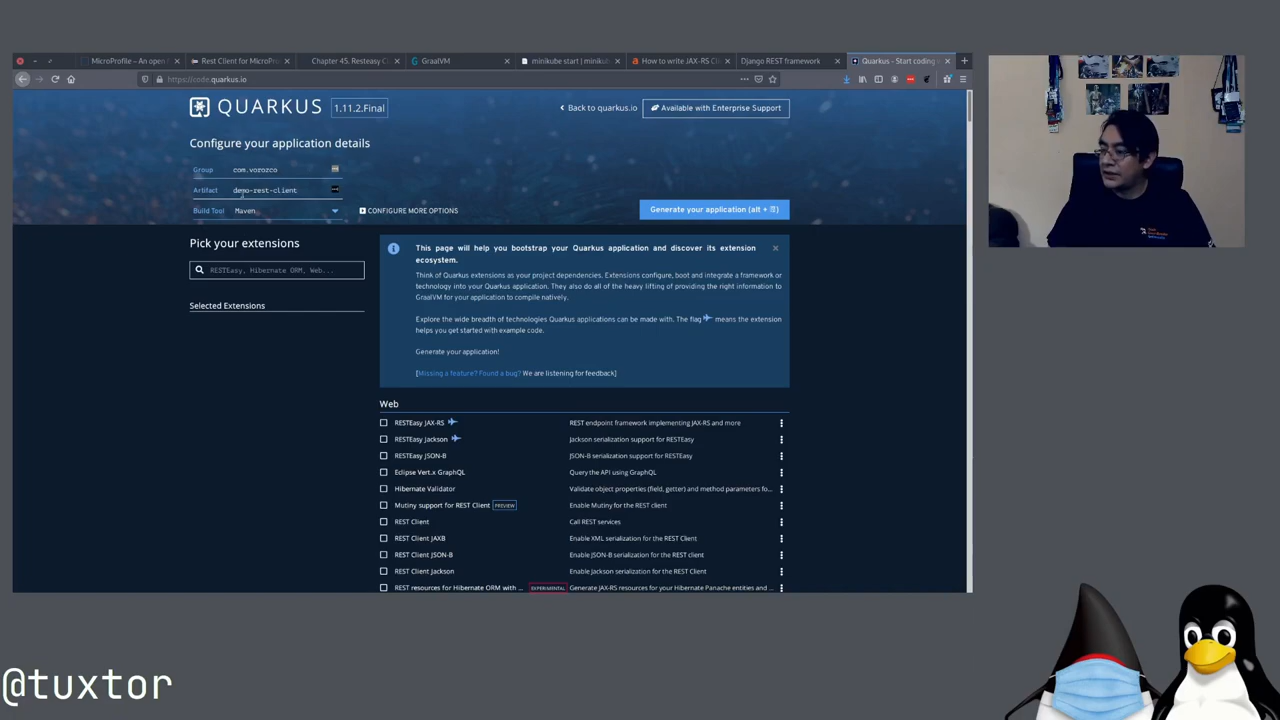 MicroProfile – An open F
Rest Client for MicroPro
Chapter 45. Resteasy C
GraalVM
minikube start | miniku
How to write JAX-RS Cl
Django REST framework
Quarkus - Start coding
https://code.quarkus.io
QUARKUS
1.11.2.Final
Back to quarkus.io
Available with Enterprise Support
Configure your application details
Group com.vorozco
Artifact demo-rest-client
Build Tool Maven
CONFIGURE MORE OPTIONS
Generate your application (alt + )
Pick your extensions
RESTEasy, Hibernate ORM, Web...
Selected Extensions
This page will help you bootstrap your Quarkus application and discover its extension
ecosystem.
Think of Quarkus extensions as your project dependencies. Extensions configure, boot and integrate a framework or
technology into your Quarkus application. They also do all of the heavy lifting of providing the right information to
GraalVM for your application to compile natively.
Explore the wide breadth of technologies Quarkus applications can be made with. The flag means the extension
helps you get started with example code.
Generate your application!
[Missing a feature? Found a bug? We are listening for feedback]
Web
RESTEasy JAX-RS REST endpoint framework implementing JAX-RS and more
RESTEasy Jackson Jackson serialization support for RESTEasy
RESTEasy JSON-B JSON-B serialization support for RESTEasy
Eclipse Vert.x GraphQL Query the API using GraphQL
Hibernate Validator Validate object properties (field, getter) and method parameters fo...
Mutiny support for REST Client PREVIEW Enable Mutiny for the REST client
REST Client Call REST services
REST Client JAXB Enable XML serialization for the REST Client
REST Client JSON-B Enable JSON-B serialization for the REST client
REST Client Jackson Enable Jackson serialization for the REST Client
REST resources for Hibernate ORM with ... EXPERIMENTAL Generate JAX-RS resources for your Hibernate Panache entities and ...
@tuxtor